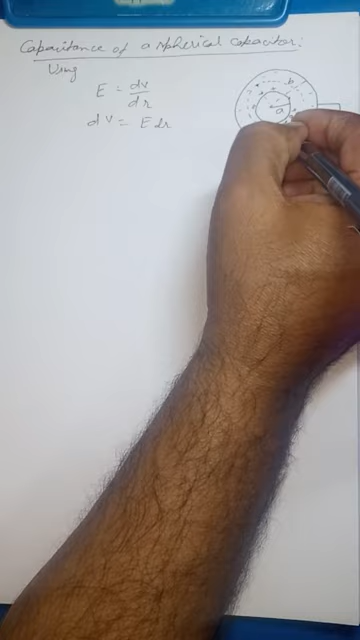 Capacitance of a spherical capacitor:
Using
E = dv/dr
dV = E dr
b
a